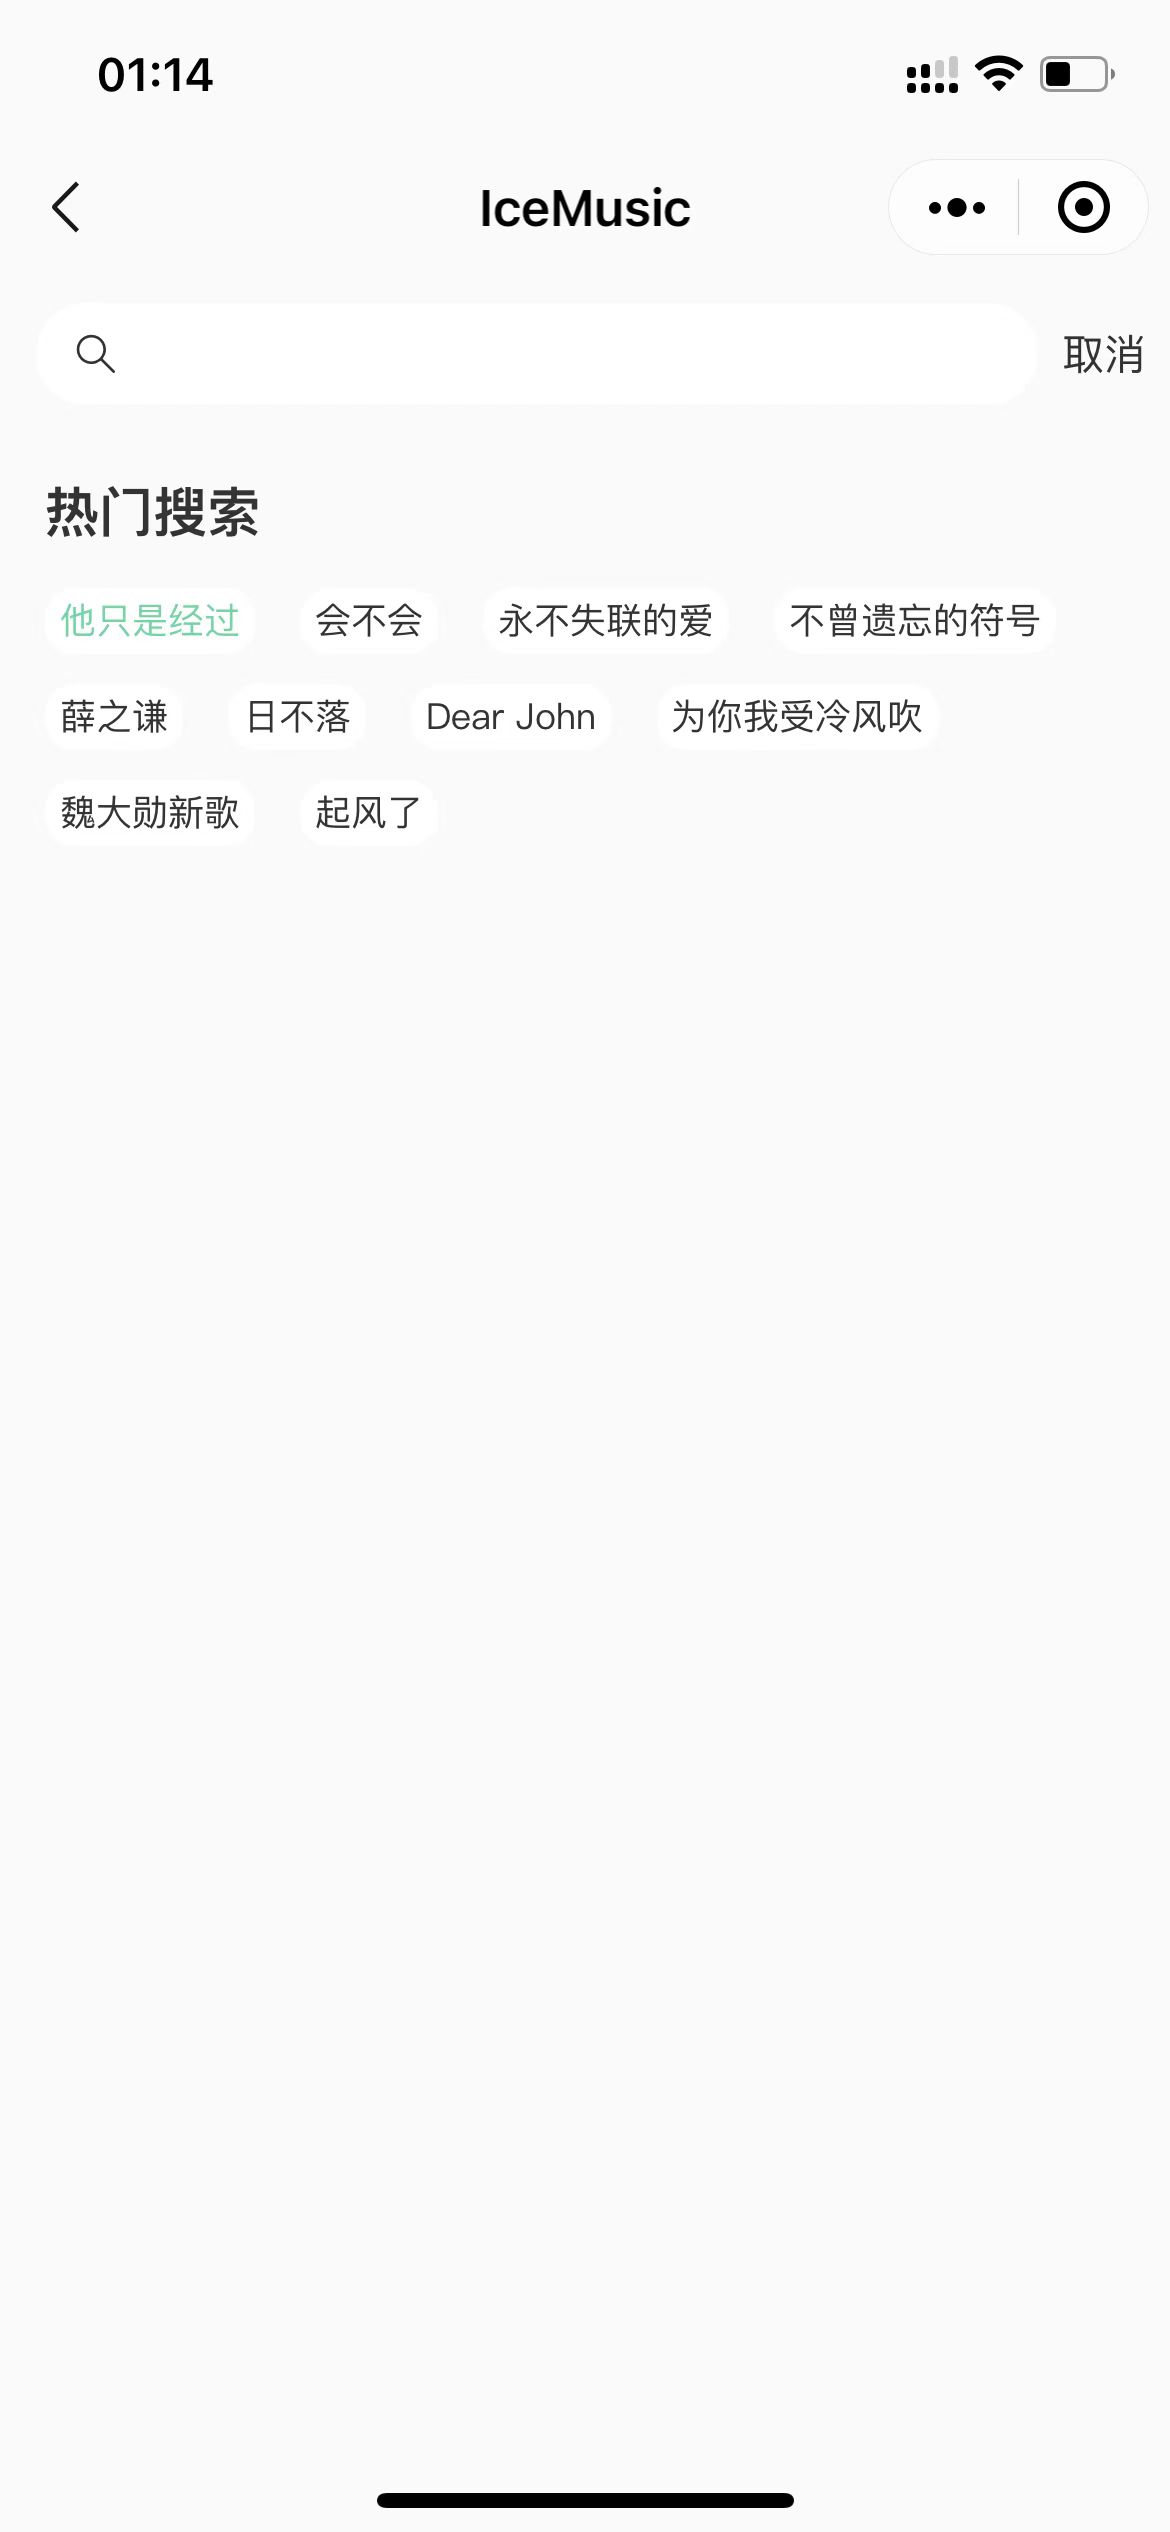 01:14
IceMusic
取消
热门搜索
他只是经过 会不会 永不失联的爱 不曾遗忘的符号
薛之谦 日不落 Dear John 为你我受冷风吹
魏大勋新歌 起风了